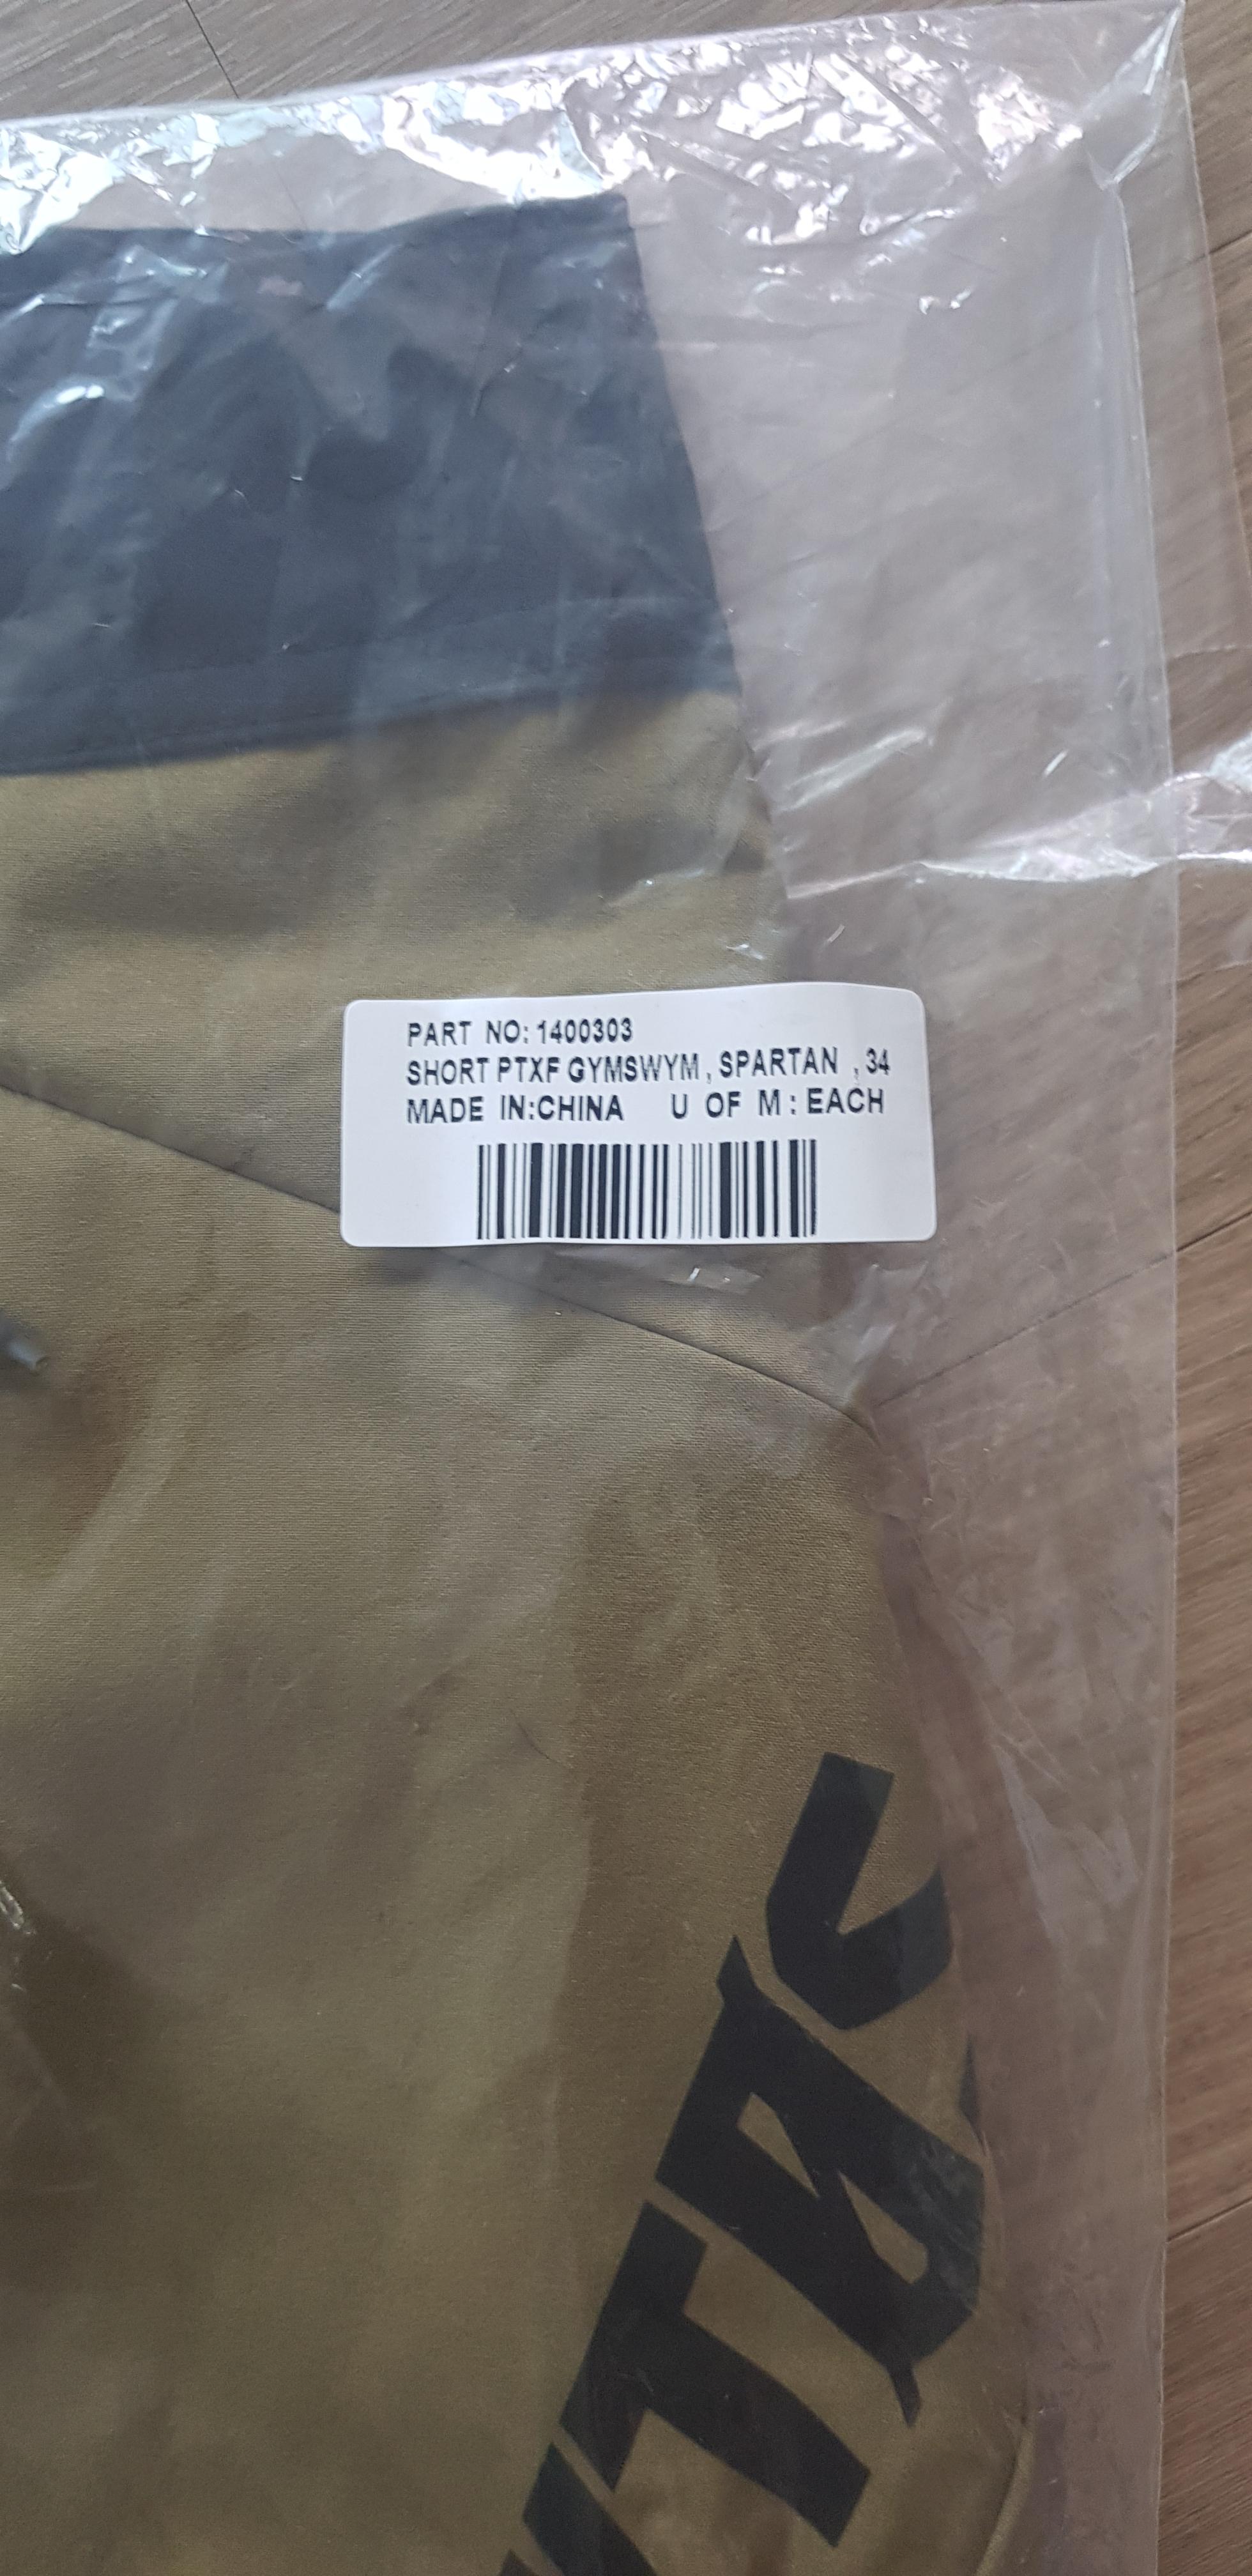 PART NO: 1400303
SHORT PTXF GYMSWYM, SPARTAN , 34
MADE IN:CHINA U OF M: EACH